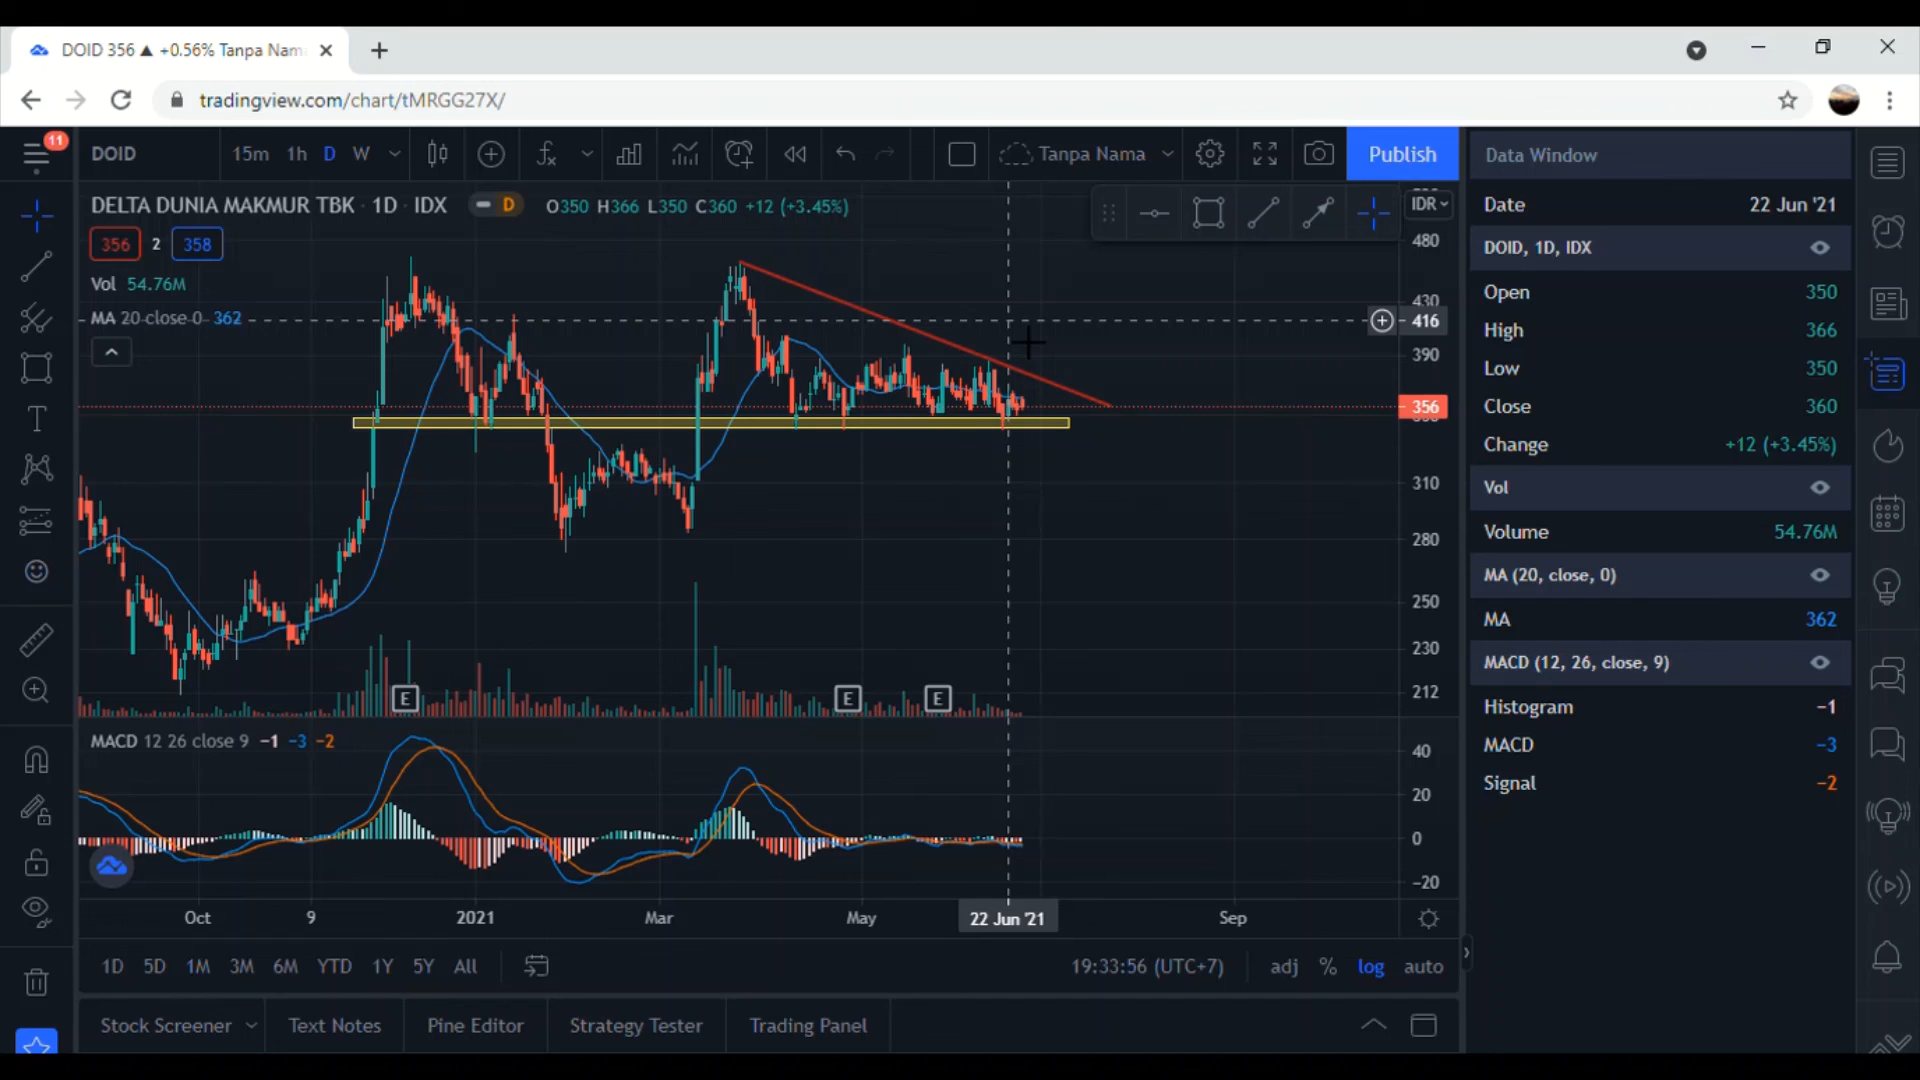 DOID 356 ▲ +0.56% Tanpa Nam
tradingview.com/chart/tMRGG27X/
11
DOID
15m 1h D W
Tanpa Nama
Publish
DELTA DUNIA MAKMUR TBK · 1D · IDX
D
O350 H366 L350 C360 +12 (+3.45%)
IDR
356 2 358
Vol 54.76M
MA 20 close 0 362
480
430
416
390
356
310
280
250
230
212
E
E
E
MACD 12 26 close 9 −1 −3 −2
40
20
0
−20
Oct 9 2021 Mar May 22 Jun '21 Sep
1D 5D 1M 3M 6M YTD 1Y 5Y All
19:33:56 (UTC+7)
adj % log auto
Stock Screener
Text Notes
Pine Editor
Strategy Tester
Trading Panel
Data Window
Date 22 Jun '21
DOID, 1D, IDX
Open 350
High 366
Low 350
Close 360
Change +12 (+3.45%)
Vol
Volume 54.76M
MA (20, close, 0)
MA 362
MACD (12, 26, close, 9)
Histogram −1
MACD −3
Signal −2